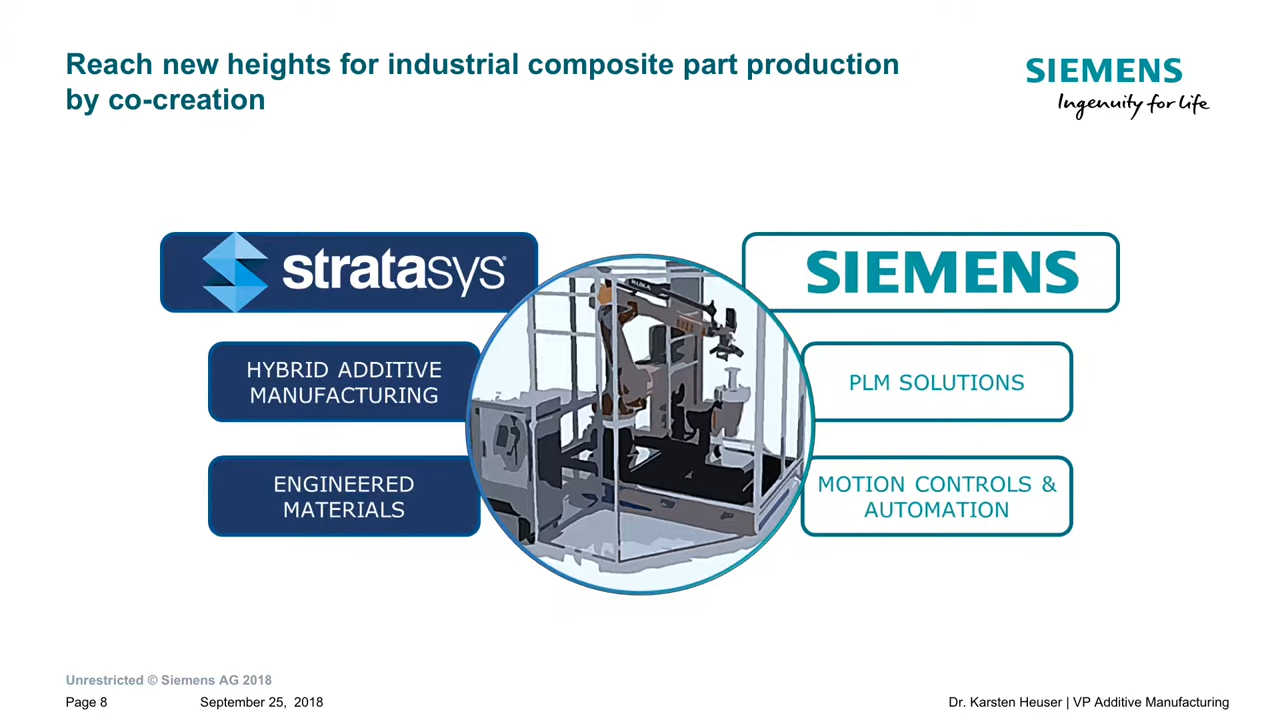 Reach new heights for industrial composite part production
by co-creation
SIEMENS
Ingenuity for life
stratasys
SIEMENS
KUKA
HYBRID ADDITIVE
MANUFACTURING
PLM SOLUTIONS
ENGINEERED
MATERIALS
MOTION CONTROLS &
AUTOMATION
Unrestricted © Siemens AG 2018
Page 8
September 25, 2018
Dr. Karsten Heuser | VP Additive Manufacturing